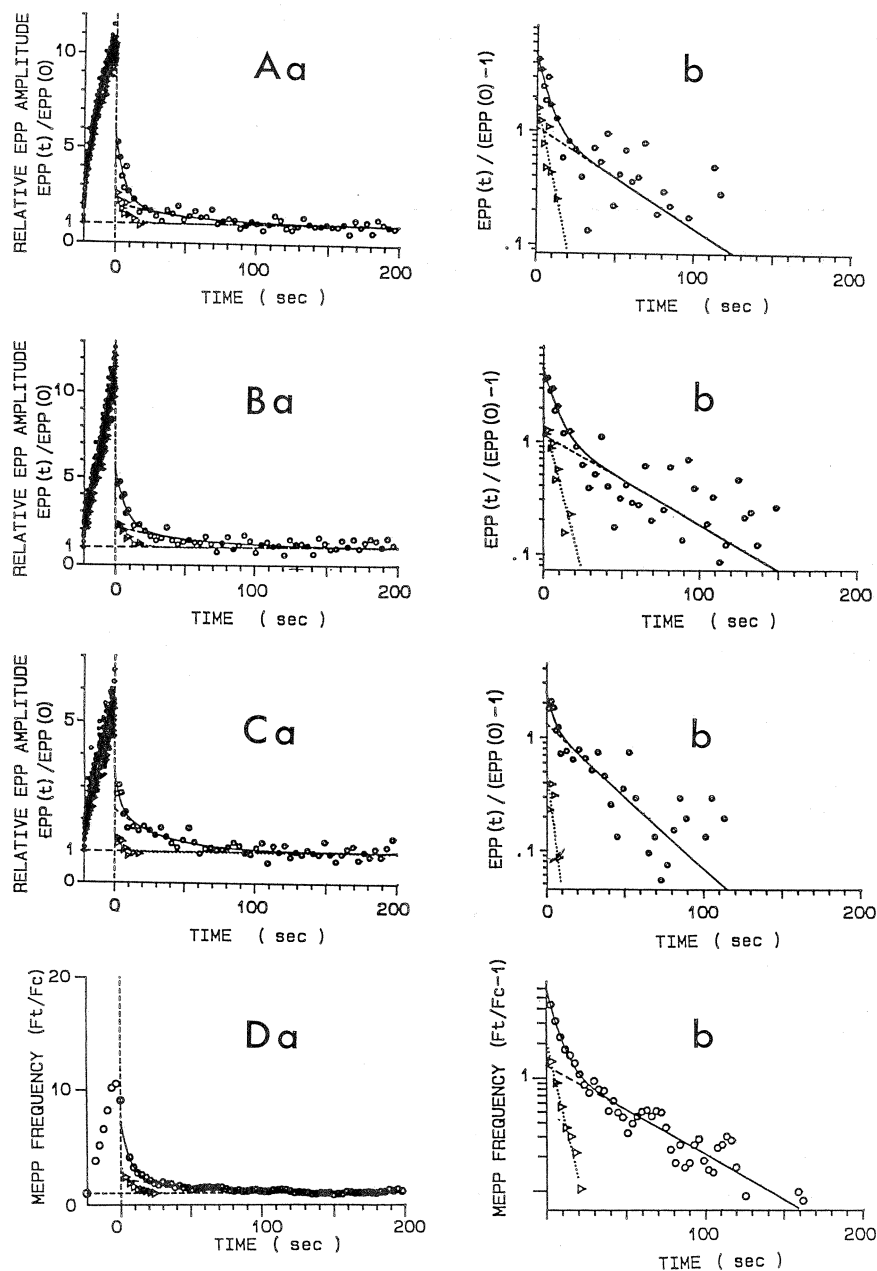 RELATIVE EPP AMPLITUDE
EPP(t)/EPP(0)
10
5
1
0
Aa
0
100
200
TIME ( sec )
EPP(t)/(EPP(0)-1)
1
.1
b
0
100
200
TIME ( sec )
RELATIVE EPP AMPLITUDE
EPP(t)/EPP(0)
10
5
1
0
Ba
0
100
200
TIME ( sec )
EPP(t)/(EPP(0)-1)
1
.1
b
0
100
200
TIME ( sec )
RELATIVE EPP AMPLITUDE
EPP(t)/EPP(0)
5
1
0
Ca
0
100
200
TIME ( sec )
EPP(t)/(EPP(0)-1)
1
.1
b
0
100
200
TIME ( sec )
MEPP FREQUENCY (Ft/Fc)
20
10
0
Da
0
100
200
TIME ( sec )
MEPP FREQUENCY (Ft/Fc-1)
1
b
0
100
200
TIME ( sec )